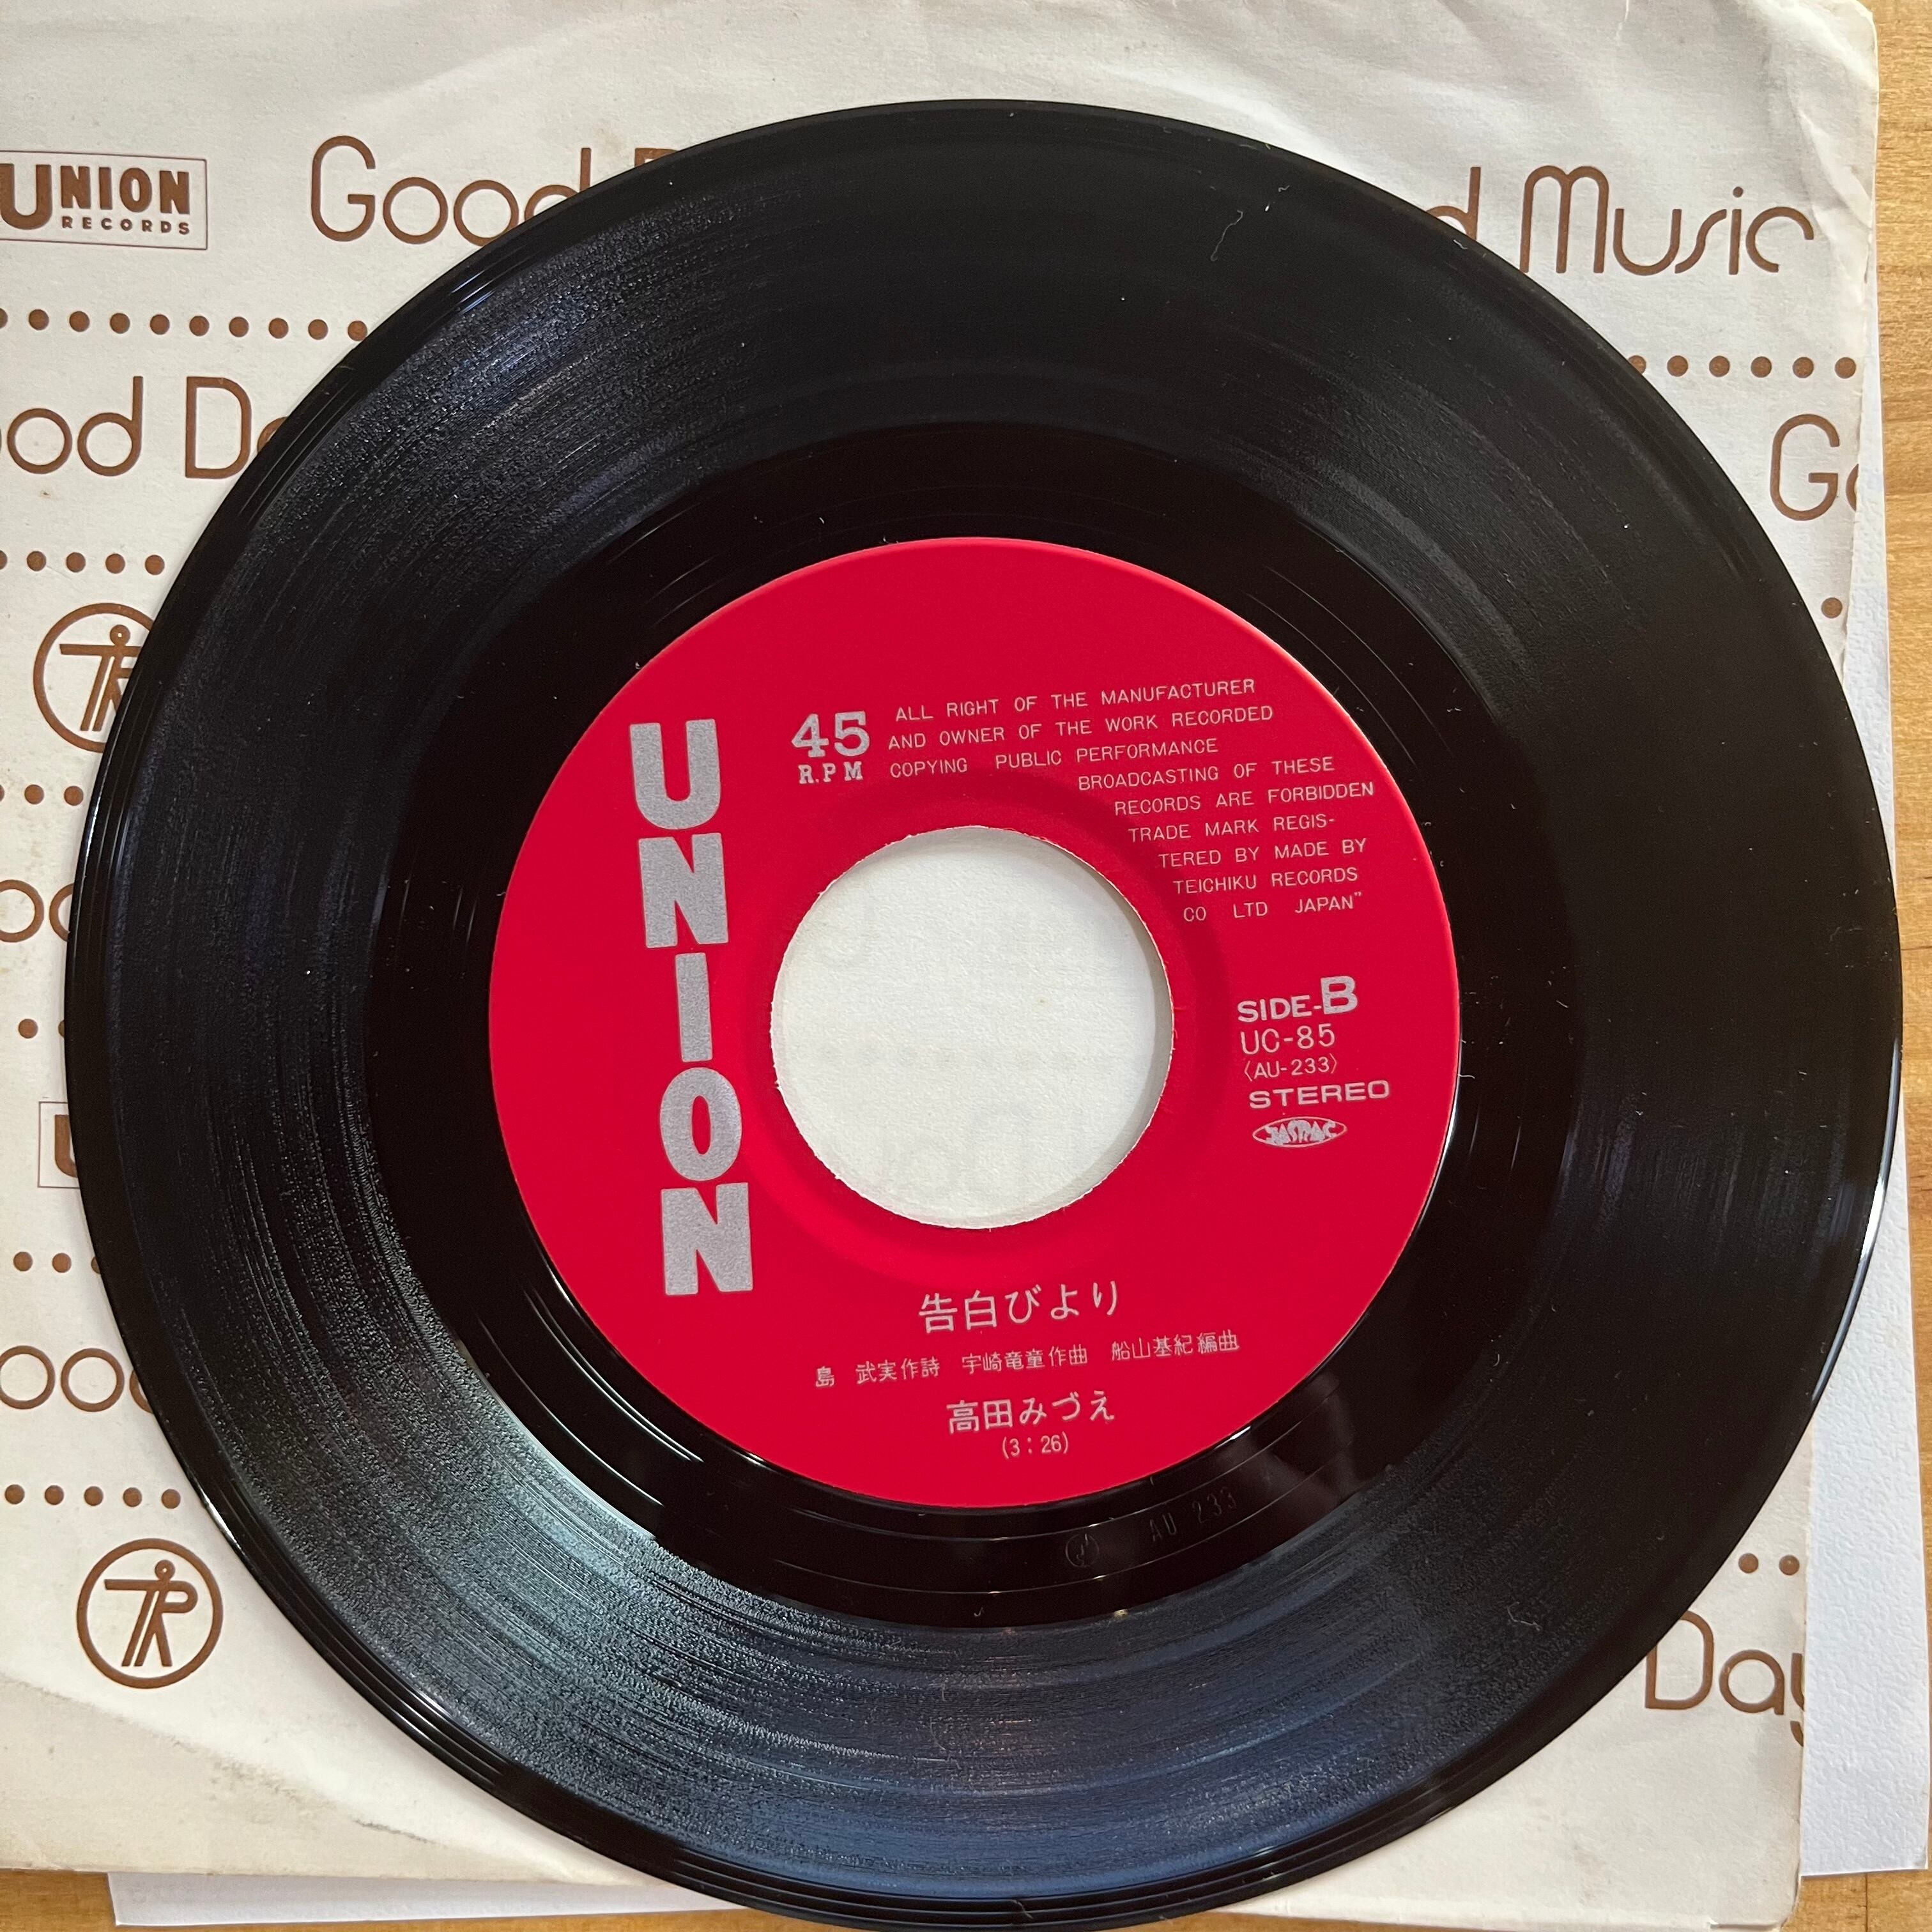 UNION
RECORDS
Good
Music
ood
UNION
45
R.P.M
ALL RIGHT OF THE MANUFACTURER
AND OWNER OF THE WORK RECORDED
COPYING PUBLIC PERFORMANCE
BROADCASTING OF THESE
RECORDS ARE FORBIDDEN
TRADE MARK REGIS-
TERED BY MADE BY
TEICHIKU RECORDS
CO LTD JAPAN”
SIDE-B
UC-85
〈AU-233〉
STEREO
JASRAC
告白びより
島 武実作詩 宇崎竜童作曲 船山基紀編曲
高田みづえ
(3:26)
AU 233
TR
Day